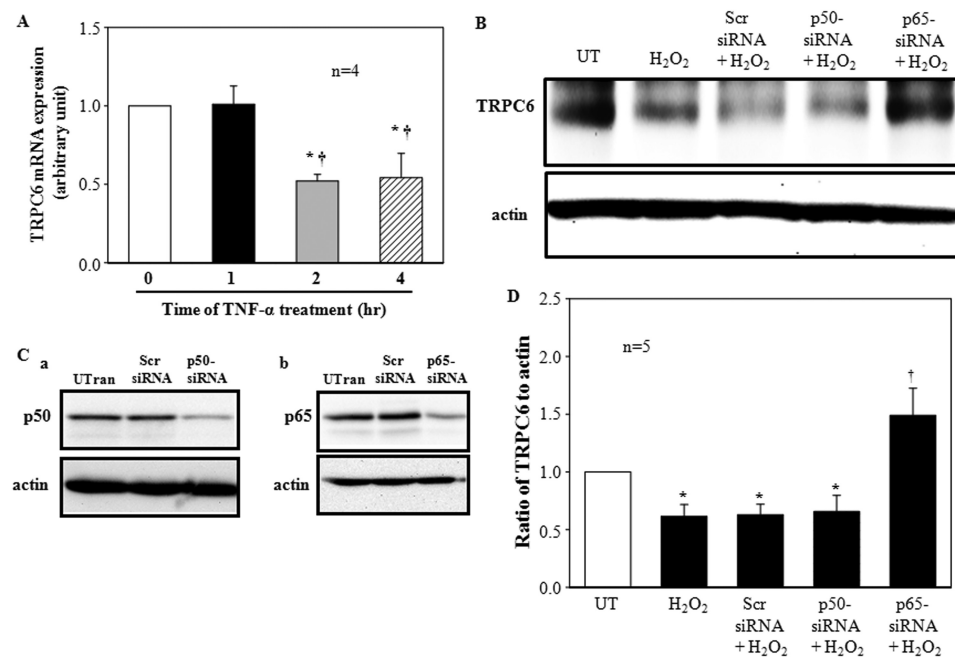 A
TRPC6 mRNA expression
(arbitrary unit)
1.5
1.0
0.5
0.0
n=4
* †
* †
0 1 2 4
Time of TNF-α treatment (hr)
B
UT
H₂O₂
Scr
siRNA
+ H₂O₂
p50-
siRNA
+ H₂O₂
p65-
siRNA
+ H₂O₂
TRPC6
actin
C
a
UTran
Scr
siRNA
p50-
siRNA
p50
actin
b
UTran
Scr
siRNA
p65-
siRNA
p65
actin
D
Ratio of TRPC6 to actin
2.5
2.0
1.5
1.0
0.5
0.0
n=5
*
*
*
†
UT
H₂O₂
Scr
siRNA
+ H₂O₂
p50-
siRNA
+ H₂O₂
p65-
siRNA
+ H₂O₂